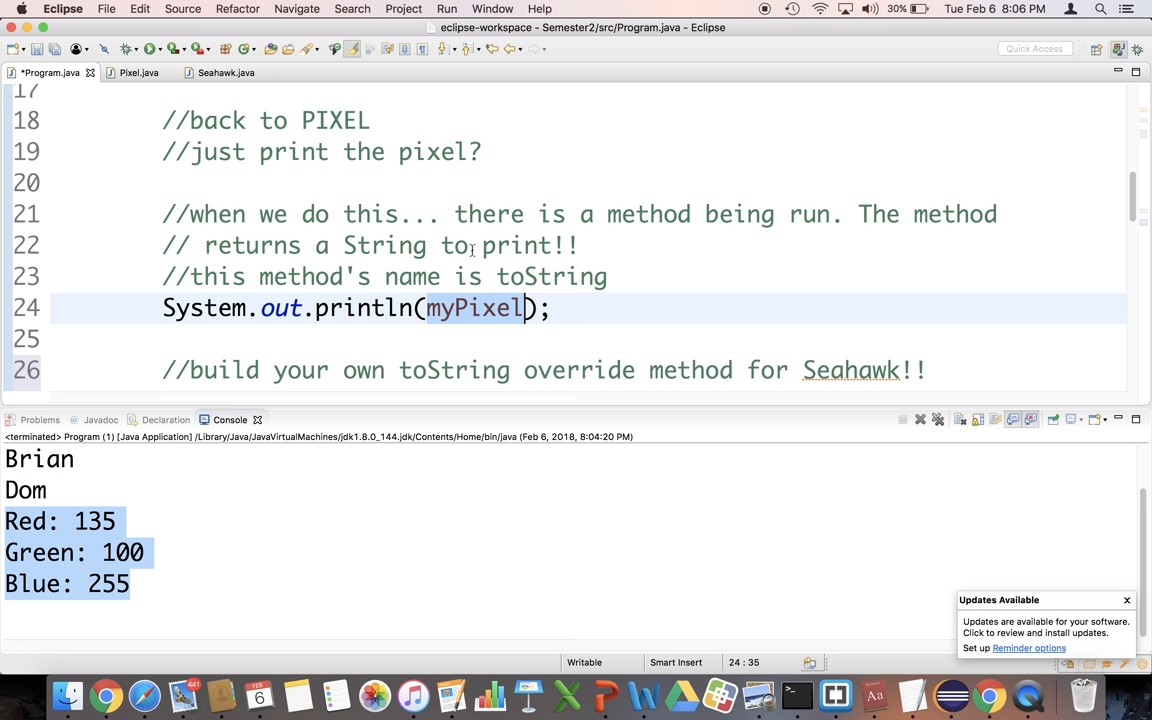 Eclipse File Edit Source Refactor Navigate Search Project Run Window Help 30% Tue Feb 6 8:06 PM
eclipse-workspace - Semester2/src/Program.java - Eclipse
Quick Access
*Program.java Pixel.java Seahawk.java
17
18 //back to PIXEL
19 //just print the pixel?
20
21 //when we do this... there is a method being run. The method
22 // returns a String to print!!
23 //this method's name is toString
24 System.out.println(myPixel);
25
26 //build your own toString override method for Seahawk!!
Problems Javadoc Declaration Console
<terminated> Program (1) [Java Application] /Library/Java/JavaVirtualMachines/jdk1.8.0_144.jdk/Contents/Home/bin/java (Feb 6, 2018, 8:04:20 PM)
Brian
Dom
Red: 135
Green: 100
Blue: 255
Updates Available
Updates are available for your software.
Click to review and install updates.
Set up Reminder options
Writable Smart Insert 24 : 35
441
6